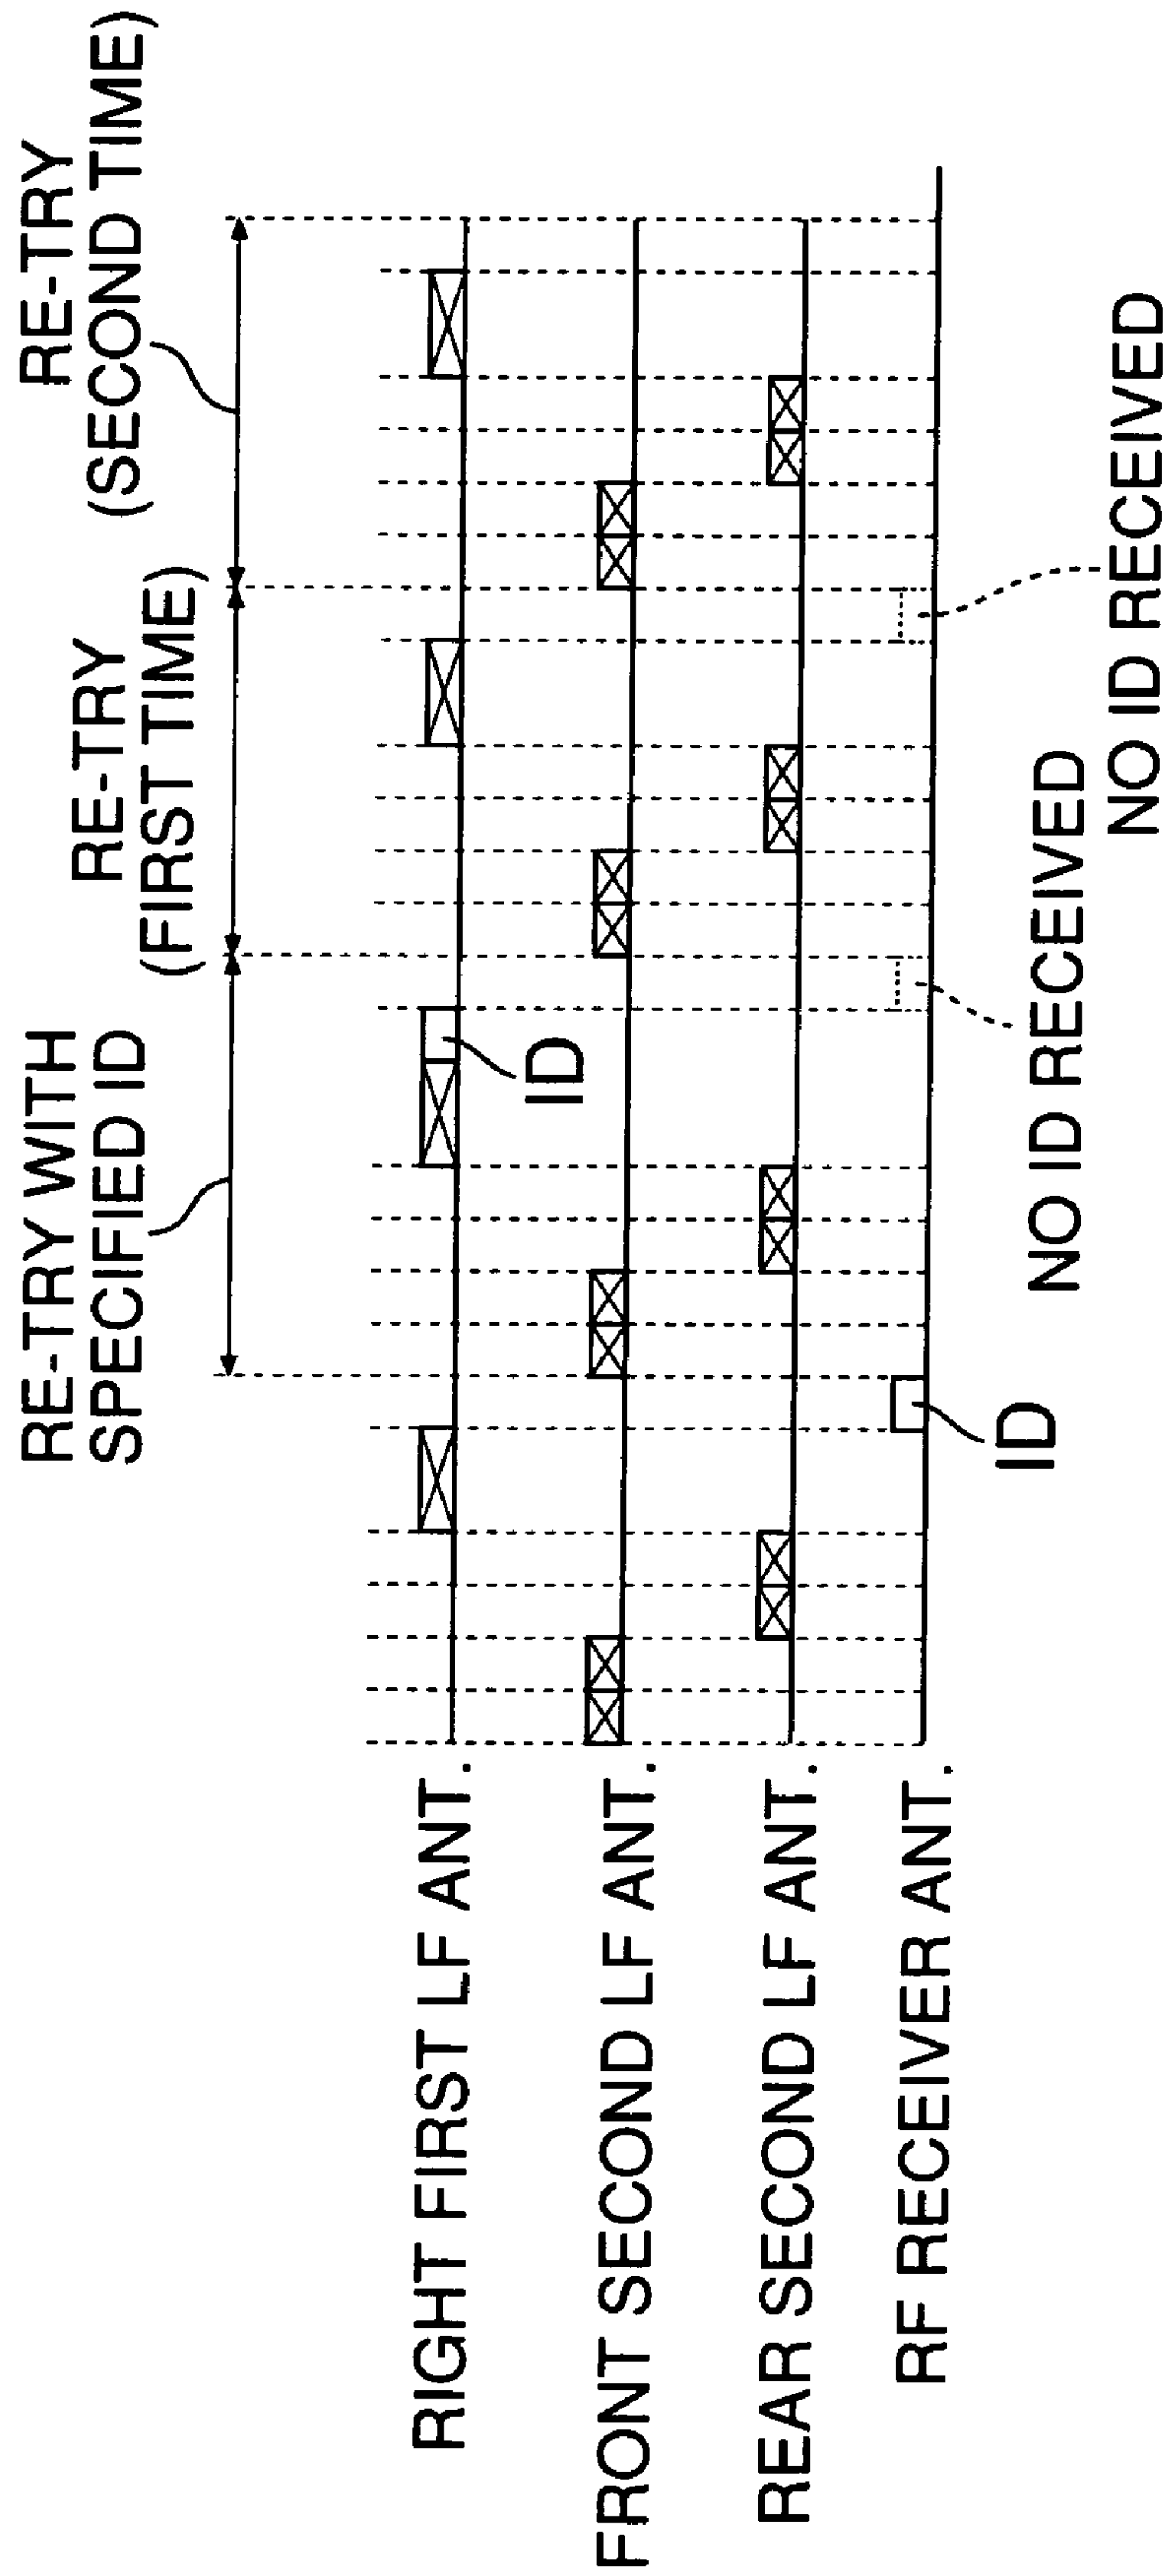 RE-TRY WITH
SPECIFIED ID
RE-TRY
(FIRST TIME)
RE-TRY
(SECOND TIME)
RIGHT FIRST LF ANT.
ID
FRONT SECOND LF ANT.
REAR SECOND LF ANT.
RF RECEIVER ANT.
ID
NO ID RECEIVED
NO ID RECEIVED